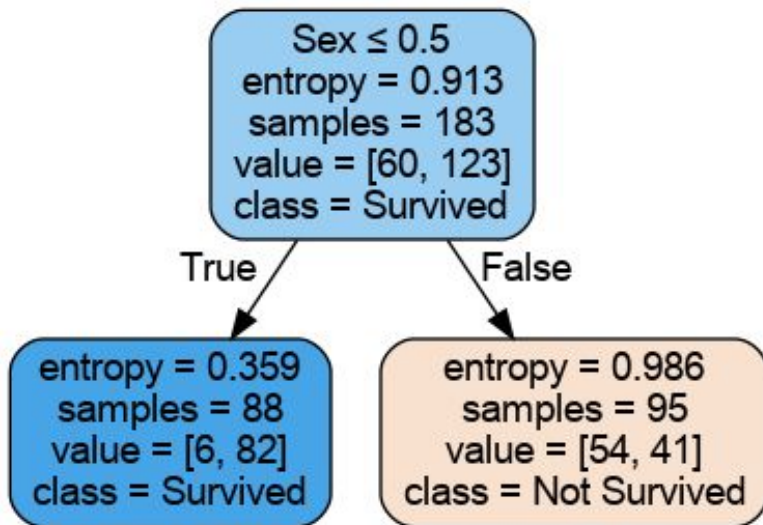 Sex ≤ 0.5
entropy = 0.913
samples = 183
value = [60, 123]
class = Survived
True
False
entropy = 0.359
samples = 88
value = [6, 82]
class = Survived
entropy = 0.986
samples = 95
value = [54, 41]
class = Not Survived